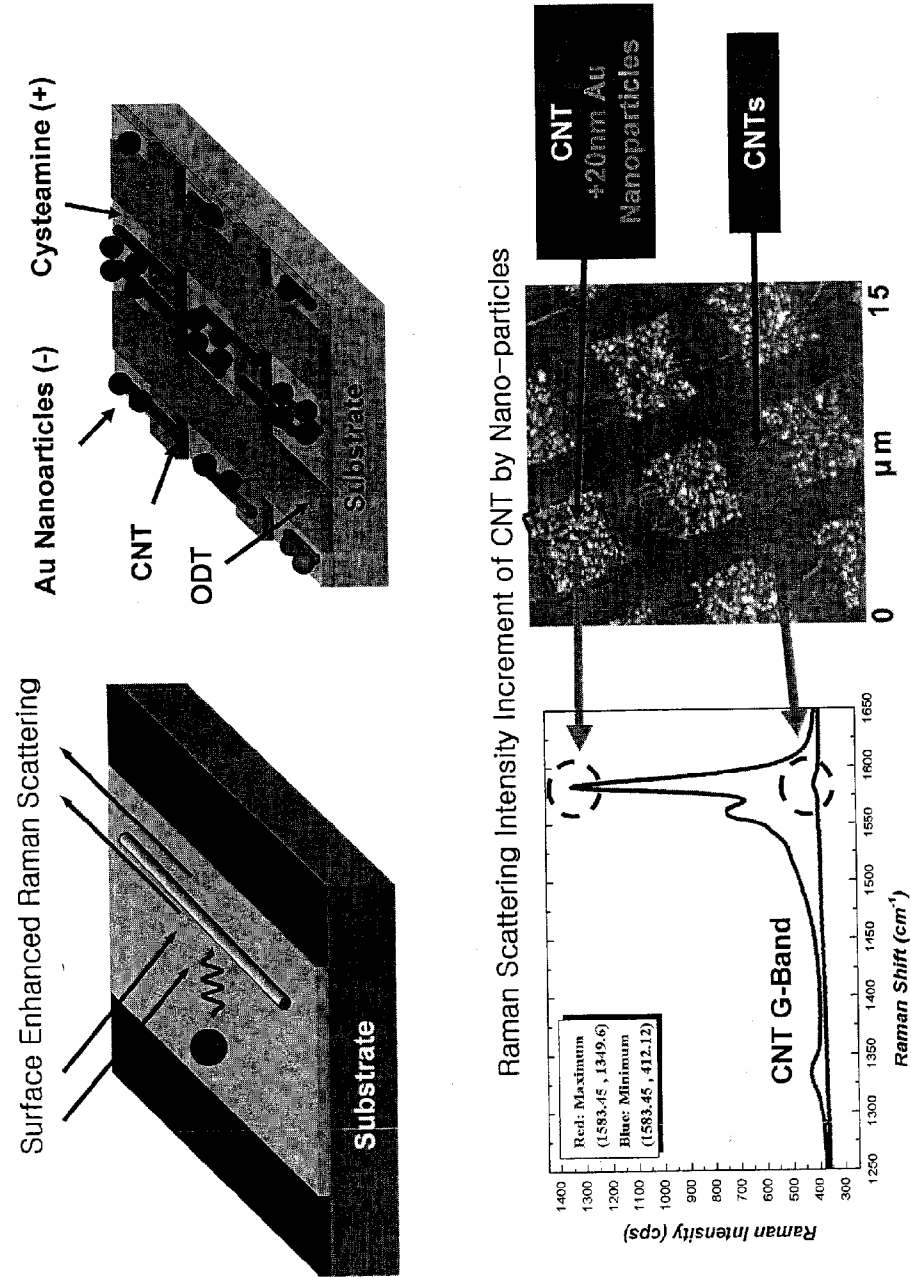 Surface Enhanced Raman Scattering
Substrate
Au Nanoarticles (-)
Cysteamine (+)
CNT
ODT
Substrate
Raman Scattering Intensity Increment of CNT by Nano-particles
Red: Maximum
(1583.45 , 1349.6)
Blue: Minimum
(1583.45 , 412.12)
CNT G-Band
Raman Intensity (cps)
1400
1300
1200
1100
1000
900
800
700
600
500
400
300
1250
1300
1350
1400
1450
1500
1550
1600
1650
Raman Shift (cm⁻¹)
0
μm
15
CNT
+20nm Au
Nanoparticles
CNTs